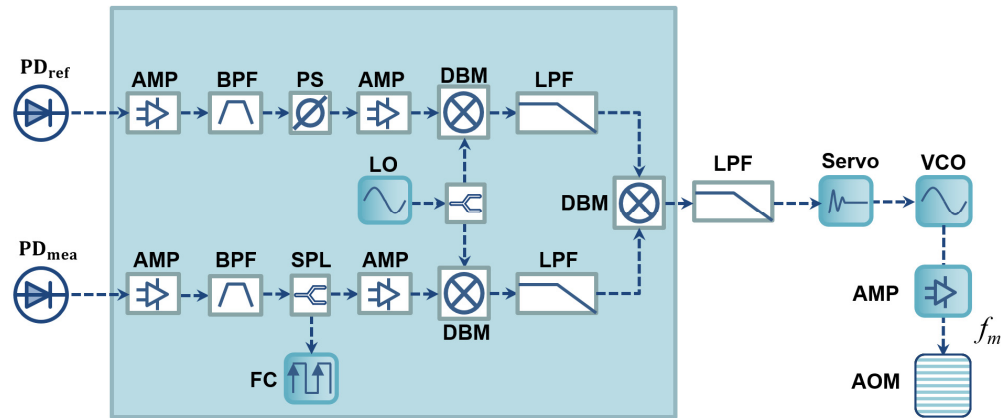 PDref
AMP
BPF
PS
AMP
DBM
LPF
LO
DBM
LPF
Servo
VCO
PDmea
AMP
BPF
SPL
AMP
DBM
LPF
FC
AMP
fm
AOM